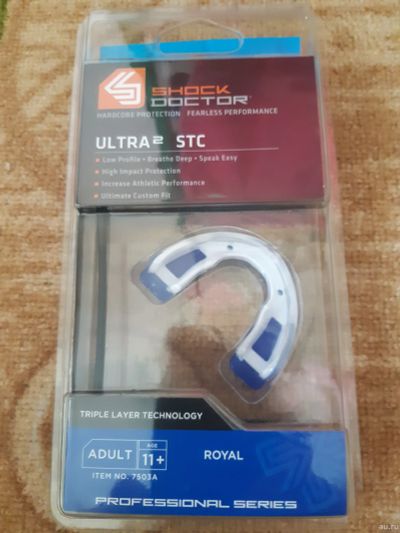 SHOCK
DOCTOR
HARDCORE PROTECTION FEARLESS PERFORMANCE
ULTRA² STC
• Low Profile • Breathe Deep • Speak Easy
• High Impact Protection
• Increase Athletic Performance
• Ultimate Custom Fit
TRIPLE LAYER TECHNOLOGY
ADULT AGE 11+ ROYAL
ITEM NO. 7503A
PROFESSIONAL SERIES
au.ru